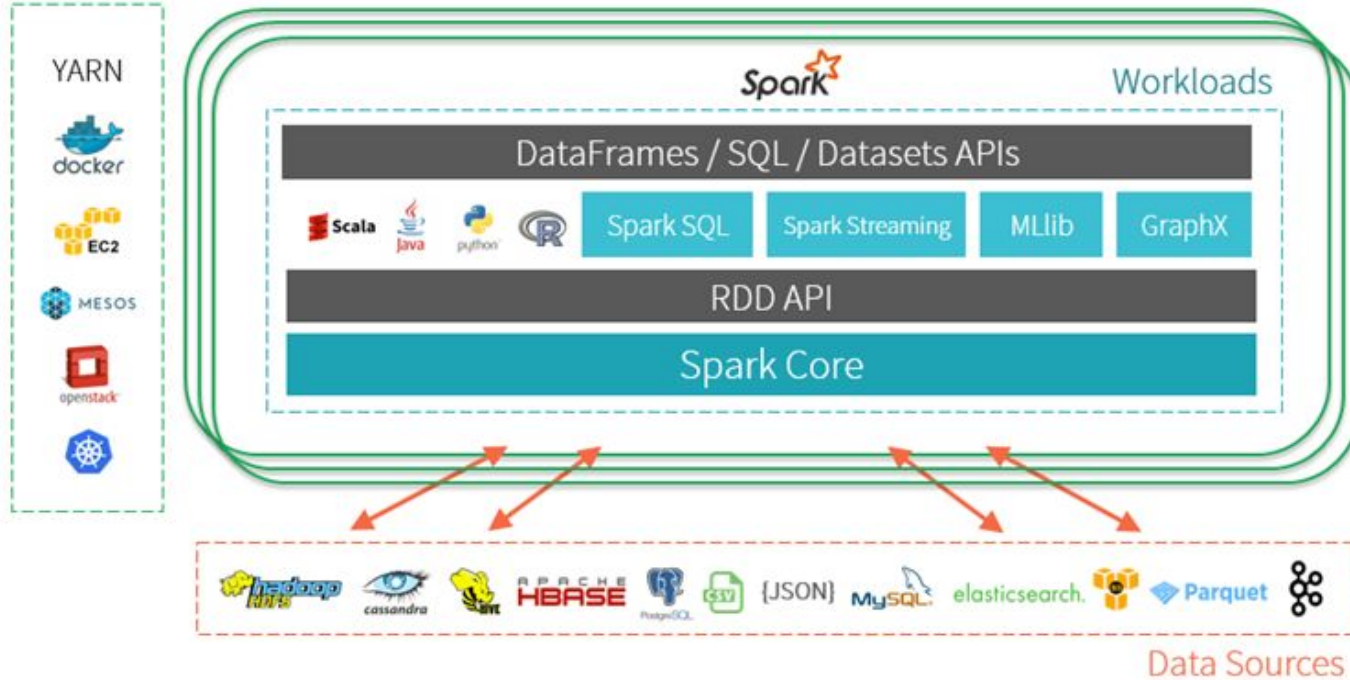 YARN
docker
EC2
MESOS
openstack
Spark
Workloads
DataFrames / SQL / Datasets APIs
Scala
Java
python
R
Spark SQL
Spark Streaming
MLlib
GraphX
RDD API
Spark Core
hadoop
HDFS
cassandra
HIVE
APACHE
HBASE
PostgreSQL
CSV
{JSON}
MySQL
elasticsearch.
Parquet
Data Sources